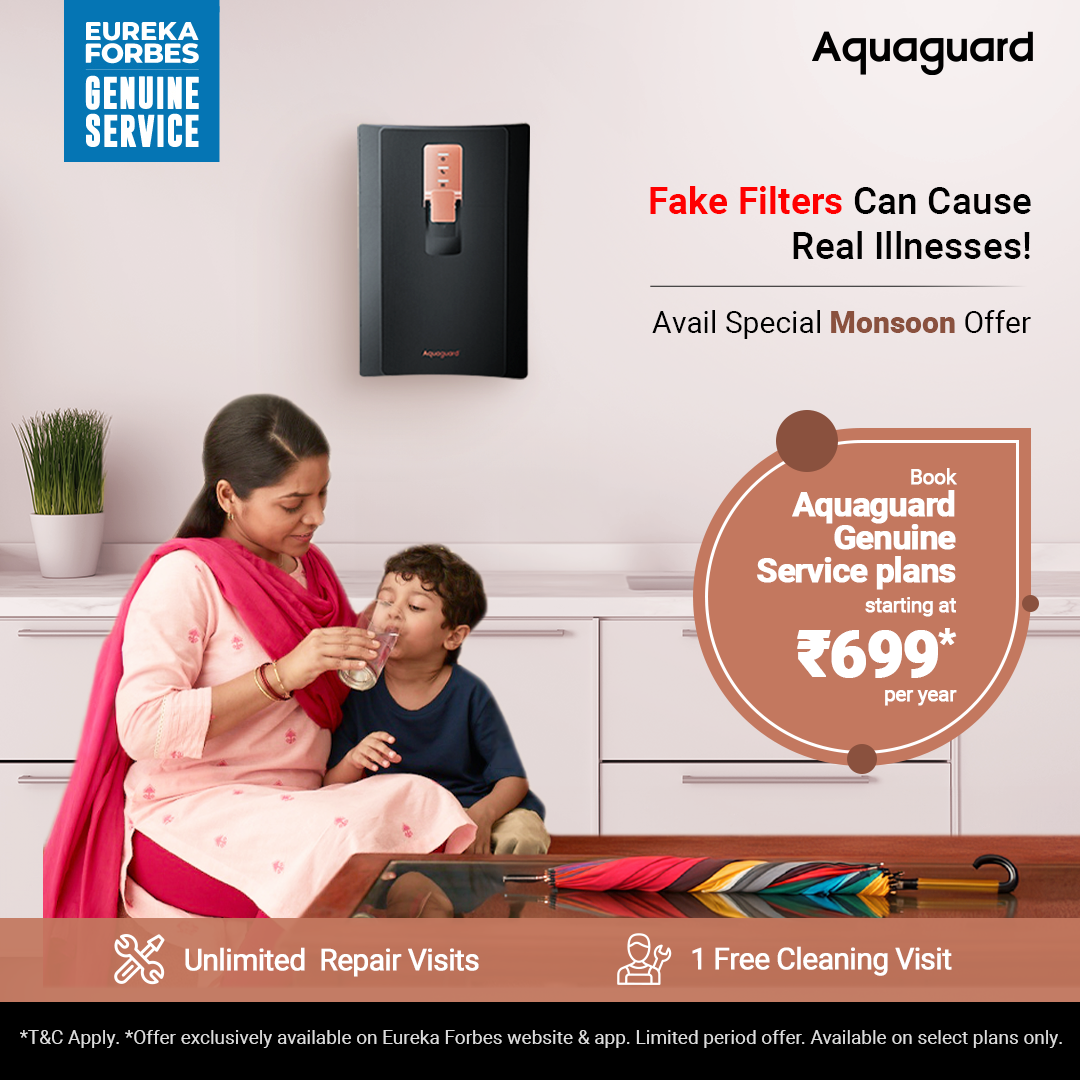 EUREKA
FORBES
GENUINE
SERVICE
Aquaguard
Aquaguard
Fake Filters Can Cause
Real Illnesses!
Avail Special Monsoon Offer
Book
Aquaguard
Genuine
Service plans
starting at
₹699*
per year
Unlimited Repair Visits
1 Free Cleaning Visit
*T&C Apply. *Offer exclusively available on Eureka Forbes website & app. Limited period offer. Available on select plans only.